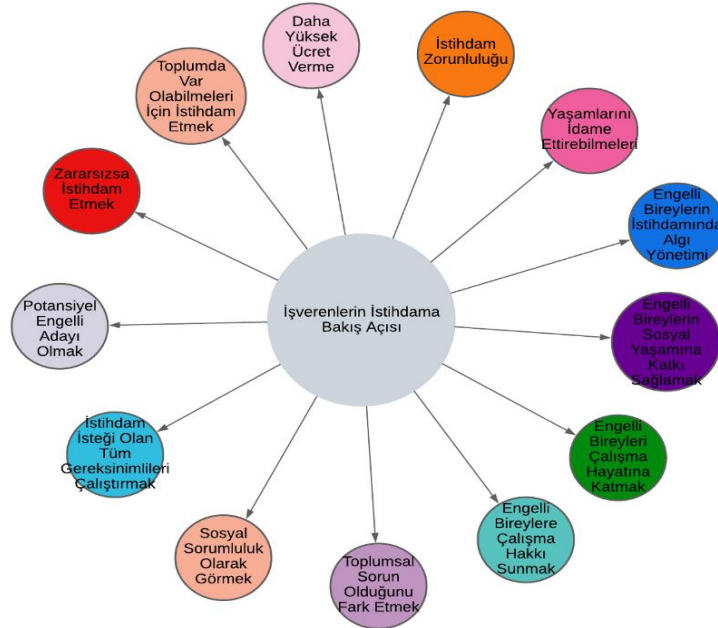 Daha
Yüksek
Ücret
Verme
İstihdam
Zorunluluğu
Toplumda
Var
Olabilmeleri
İçin İstihdam
Etmek
Yaşamlarını
İdame
Ettirebilmeleri
Zararsızsa
İstihdam
Etmek
Engelli
Bireylerin
İstihdamında
Algı
Yönetimi
İşverenlerin İstihdama
Bakış Açısı
Potansiyel
Engelli
Adayı
Olmak
Engelli
Bireylerin
Sosyal
Yaşamına
Katkı
Sağlamak
İstihdam
İsteği Olan
Tüm
Gereksinimlileri
Çalıştırmak
Engelli
Bireyleri
Çalışma
Hayatına
Katmak
Sosyal
Sorumluluk
Olarak
Görmek
Toplumsal
Sorun
Olduğunu
Fark Etmek
Engelli
Bireylere
Çalışma
Hakkı
Sunmak